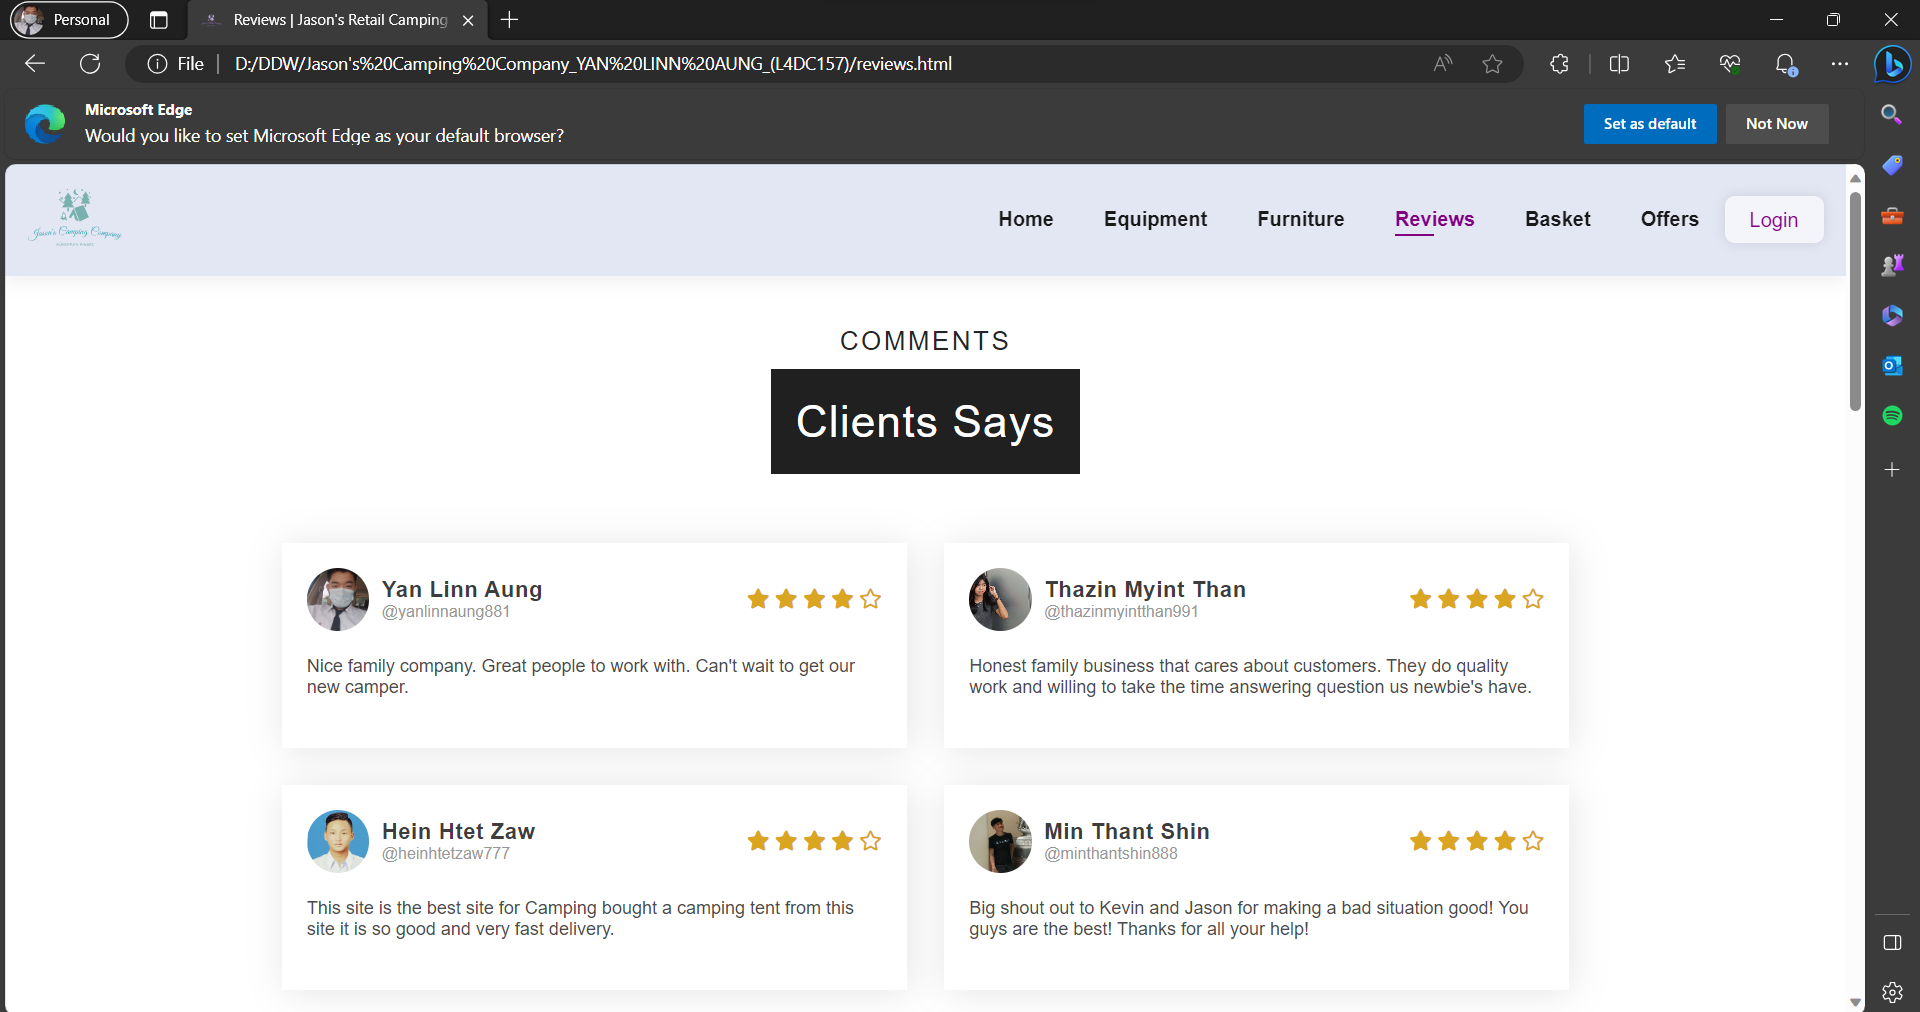 Personal
Reviews | Jason's Retail Camping
File
D:/DDW/Jason's%20Camping%20Company_YAN%20LINN%20AUNG_(L4DC157)/reviews.html
Microsoft Edge
Would you like to set Microsoft Edge as your default browser?
Set as default
Not Now
Jason's Camping Company
Home
Equipment
Furniture
Reviews
Basket
Offers
Login
COMMENTS
Clients Says
Yan Linn Aung
@yanlinnaung881
Nice family company. Great people to work with. Can't wait to get our
new camper.
Thazin Myint Than
@thazinmyintthan991
Honest family business that cares about customers. They do quality
work and willing to take the time answering question us newbie's have.
Hein Htet Zaw
@heinhtetzaw777
This site is the best site for Camping bought a camping tent from this
site it is so good and very fast delivery.
Min Thant Shin
@minthantshin888
Big shout out to Kevin and Jason for making a bad situation good! You
guys are the best! Thanks for all your help!